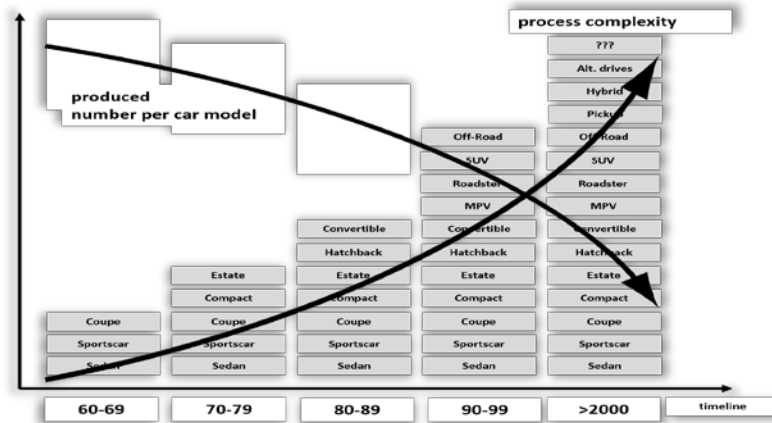 process complexity
???
Alt. drives
Hybrid
Pickup
produced
number per car model
Off-Road
SUV
Roadster
MPV
Off-Road
SUV
Roadster
MPV
Convertible
Hatchback
Convertible
Hatchback
Convertible
Hatchback
Estate
Compact
Estate
Compact
Estate
Compact
Estate
Compact
Coupe
Sportscar
Sedan
Coupe
Sportscar
Sedan
Coupe
Sportscar
Sedan
Coupe
Sportscar
Sedan
Coupe
Sportscar
Sedan
60-69
70-79
80-89
90-99
>2000
timeline